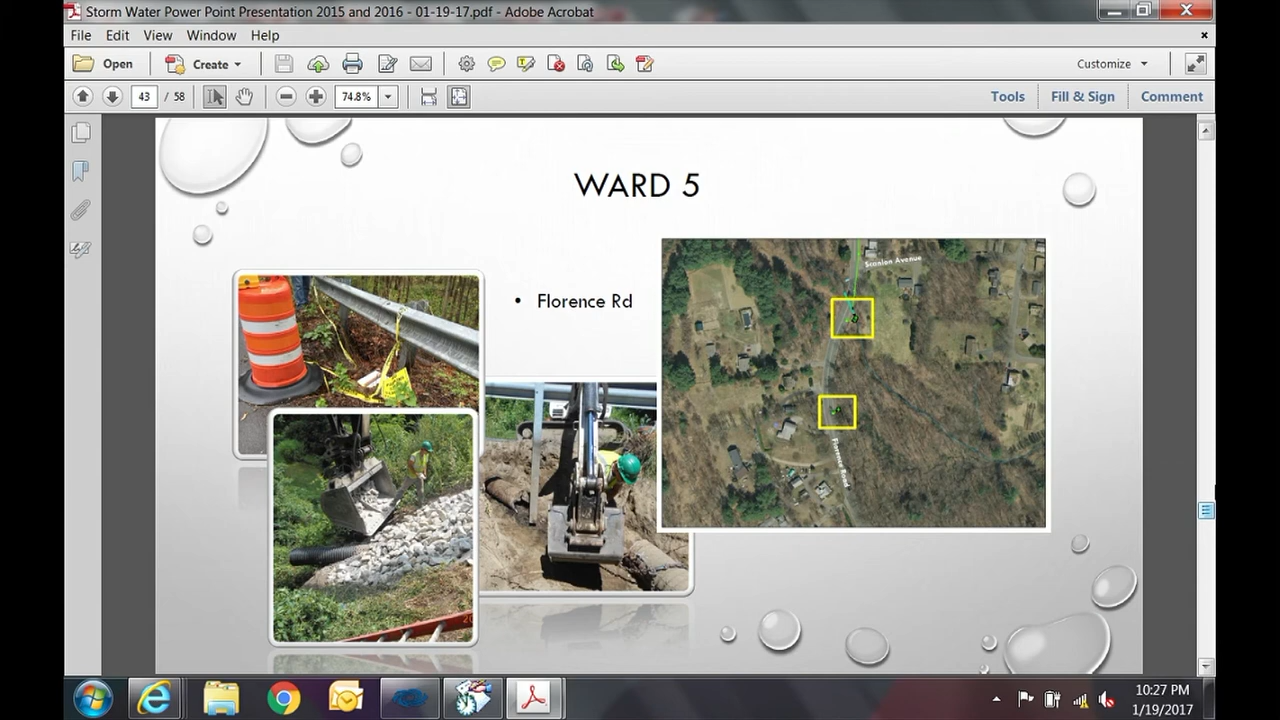 Storm Water Power Point Presentation 2015 and 2016 - 01-19-17.pdf - Adobe Acrobat
File Edit View Window Help
Open Create Customize
43 / 58 74.8% Tools Fill & Sign Comment
WARD 5
• Florence Rd
Scanlon Avenue
Florence Road
10:27 PM
1/19/2017